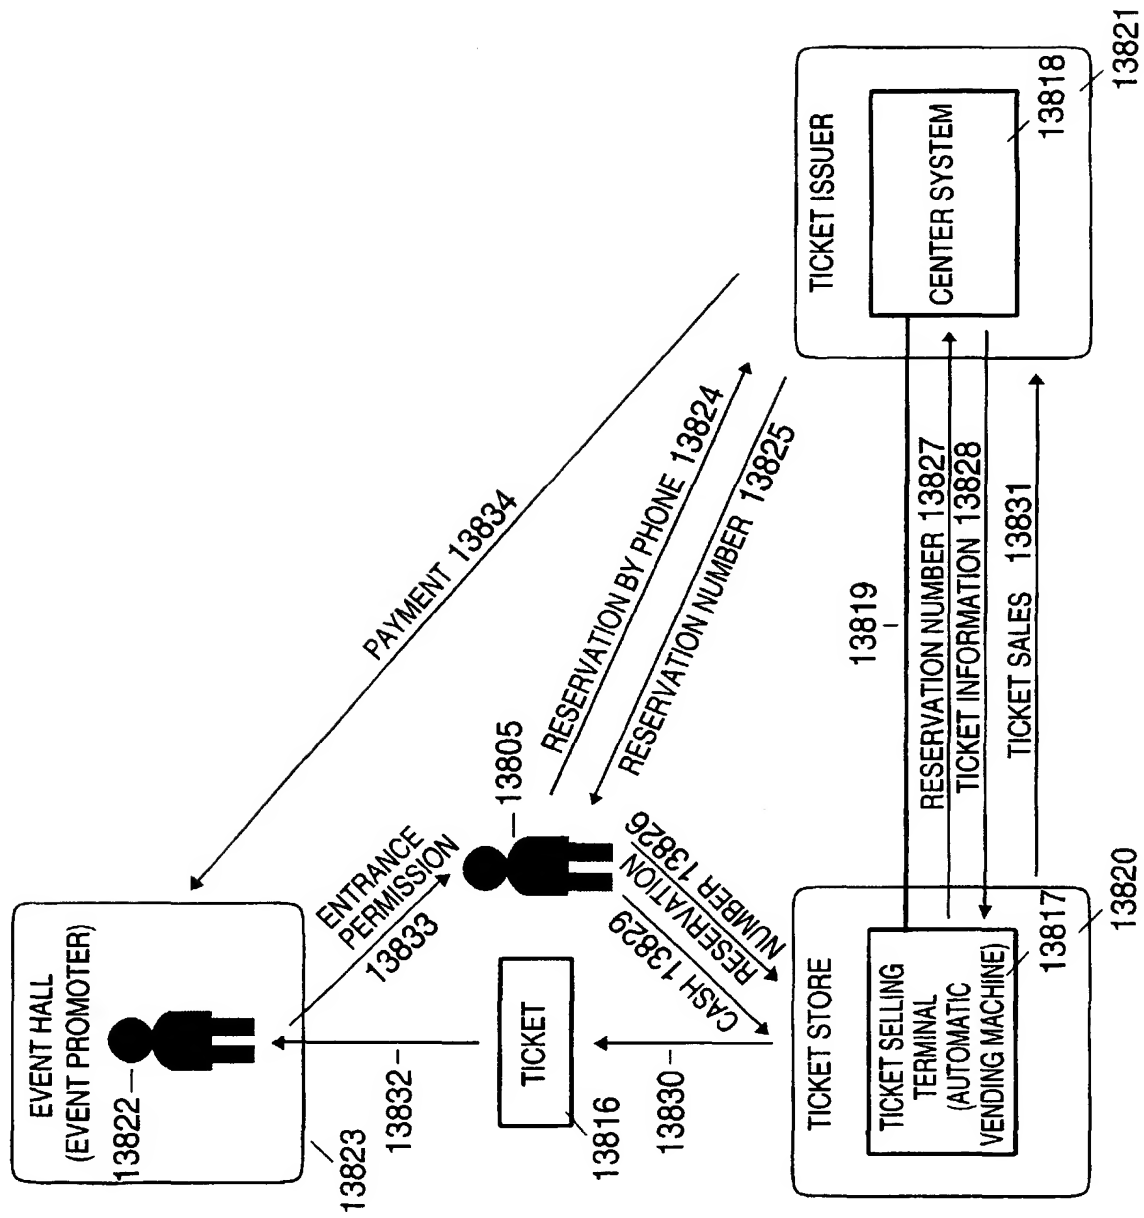 EVENT HALL
(EVENT PROMOTER)
13822
13823
ENTRANCE
PERMISSION
13833
13832
PAYMENT 13834
13805
TICKET
13816
13830
RESERVATION BY PHONE 13824
RESERVATION NUMBER 13825
CASH 13829
RESERVATION
NUMBER 13826
TICKET STORE
TICKET SELLING
TERMINAL
(AUTOMATIC
VENDING MACHINE)
13817
13820
13819
RESERVATION NUMBER 13827
TICKET INFORMATION 13828
TICKET SALES 13831
TICKET ISSUER
CENTER SYSTEM
13818
13821